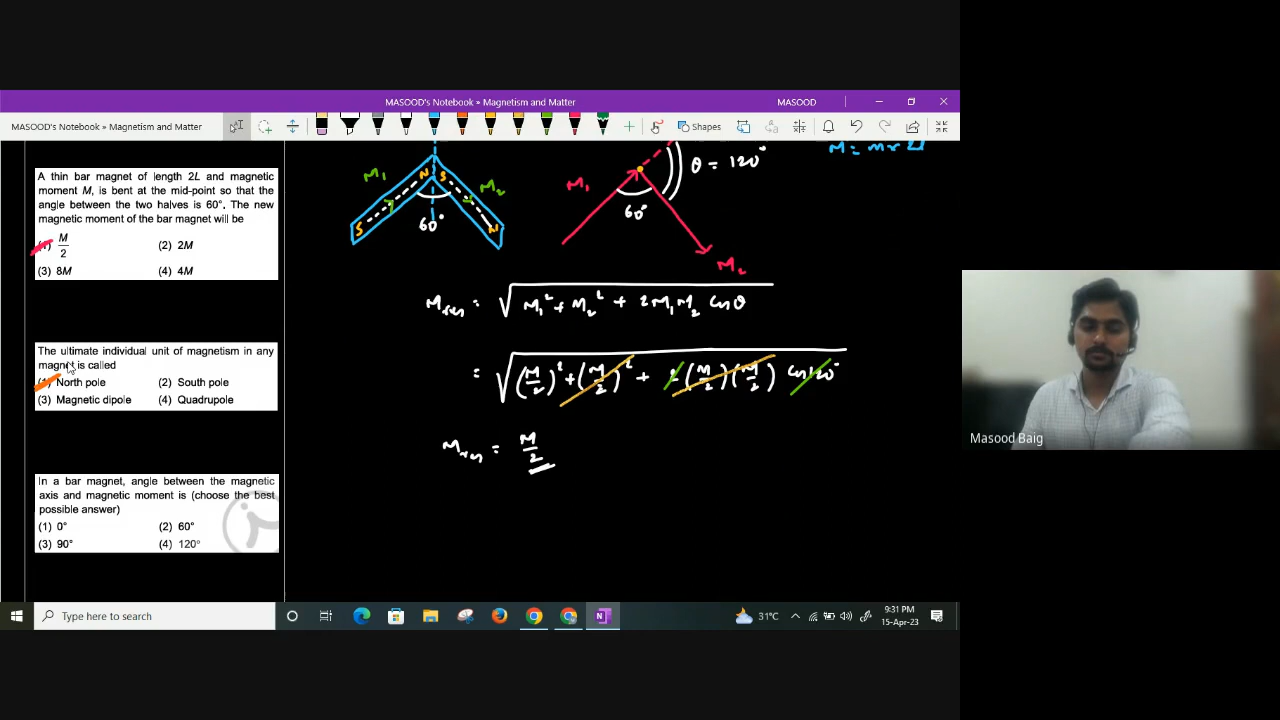 MASOOD's Notebook » Magnetism and Matter
MASOOD
MASOOD's Notebook » Magnetism and Matter
Shapes
A thin bar magnet of length 2L and magnetic
moment M, is bent at the mid-point so that the
angle between the two halves is 60°. The new
magnetic moment of the bar magnet will be
(1) M/2 (2) 2M
(3) 8M (4) 4M
The ultimate individual unit of magnetism in any
magnet is called
(1) North pole (2) South pole
(3) Magnetic dipole (4) Quadrupole
In a bar magnet, angle between the magnetic
axis and magnetic moment is (choose the best
possible answer)
(1) 0° (2) 60°
(3) 90° (4) 120°
M₁ N S M₂
S 60° N
M₁ 60° θ = 120°
M₂
M = m × 2l
Mres = √(M₁² + M₂² + 2M₁M₂ cos θ)
= √((M/2)² + (M/2)² + 2(M/2)(M/2) cos 120°)
Mres = M/2
Masood Baig
Type here to search
31°C
9:31 PM
15-Apr-23